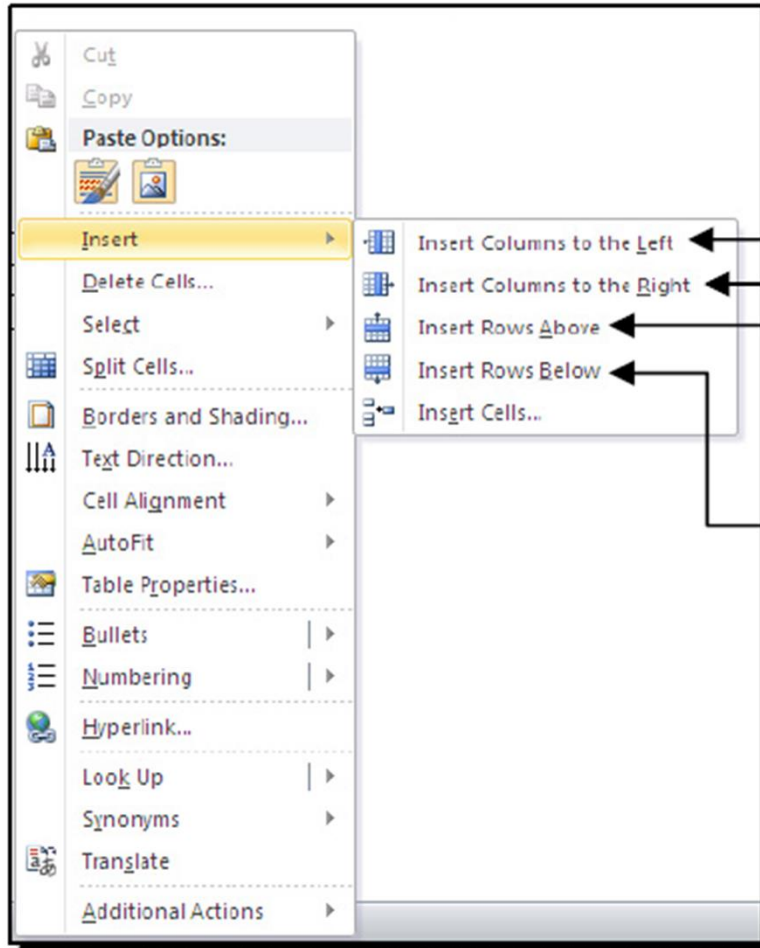 Cut
Copy
Paste Options:
Insert
Insert Columns to the Left
Insert Columns to the Right
Insert Rows Above
Insert Rows Below
Insert Cells...
Delete Cells...
Select
Split Cells...
Borders and Shading...
Text Direction...
Cell Alignment
AutoFit
Table Properties...
Bullets
Numbering
Hyperlink...
Look Up
Synonyms
Translate
Additional Actions